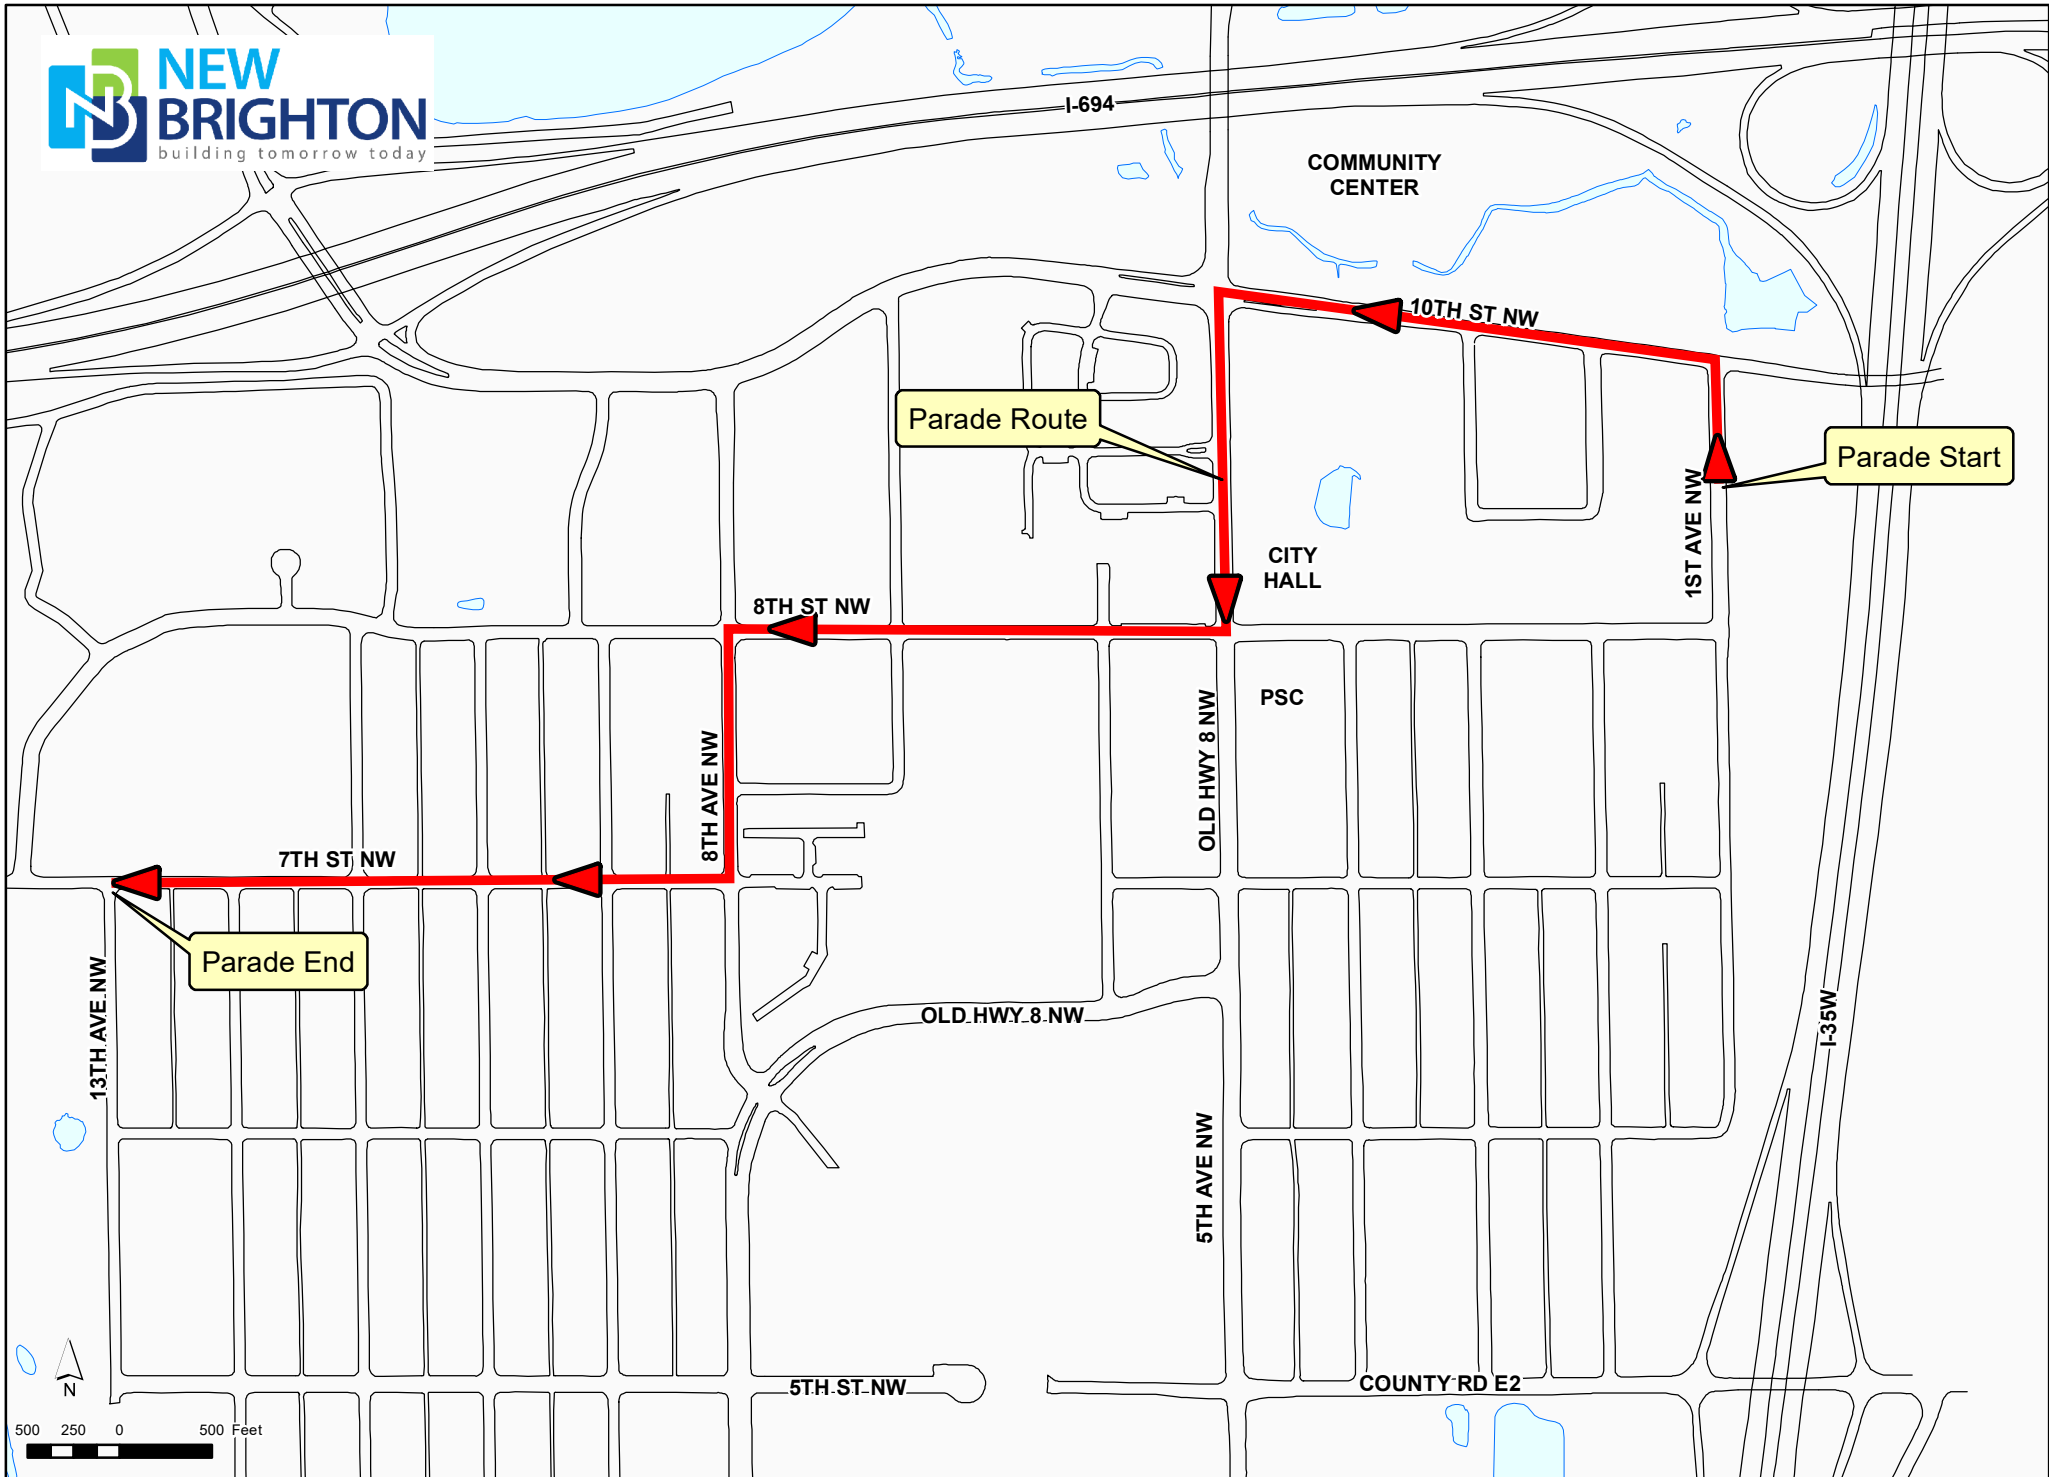 NEW
BRIGHTON
building tomorrow today
I-694
COMMUNITY
CENTER
10TH ST NW
Parade Route
Parade Start
1ST AVE NW
CITY
HALL
8TH ST NW
PSC
OLD HWY 8 NW
8TH AVE NW
7TH ST NW
Parade End
13TH AVE NW
OLD HWY 8 NW
I-35W
5TH AVE NW
N
5TH ST NW
COUNTY RD E2
500 250 0 500 Feet